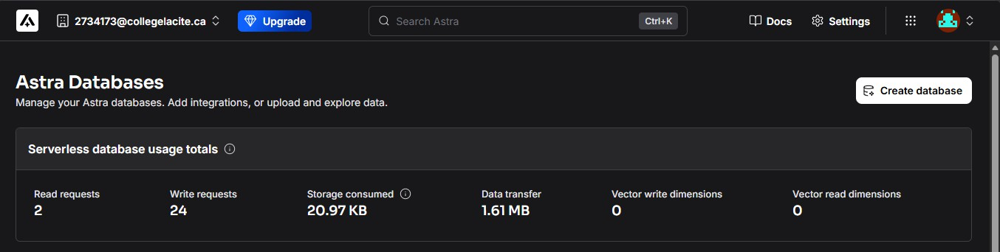 2734173@collegelacite.ca Upgrade Search Astra Ctrl+K Docs Settings
Astra Databases
Manage your Astra databases. Add integrations, or upload and explore data.
Create database
Serverless database usage totals
Read requests Write requests Storage consumed Data transfer Vector write dimensions Vector read dimensions
2 24 20.97 KB 1.61 MB 0 0